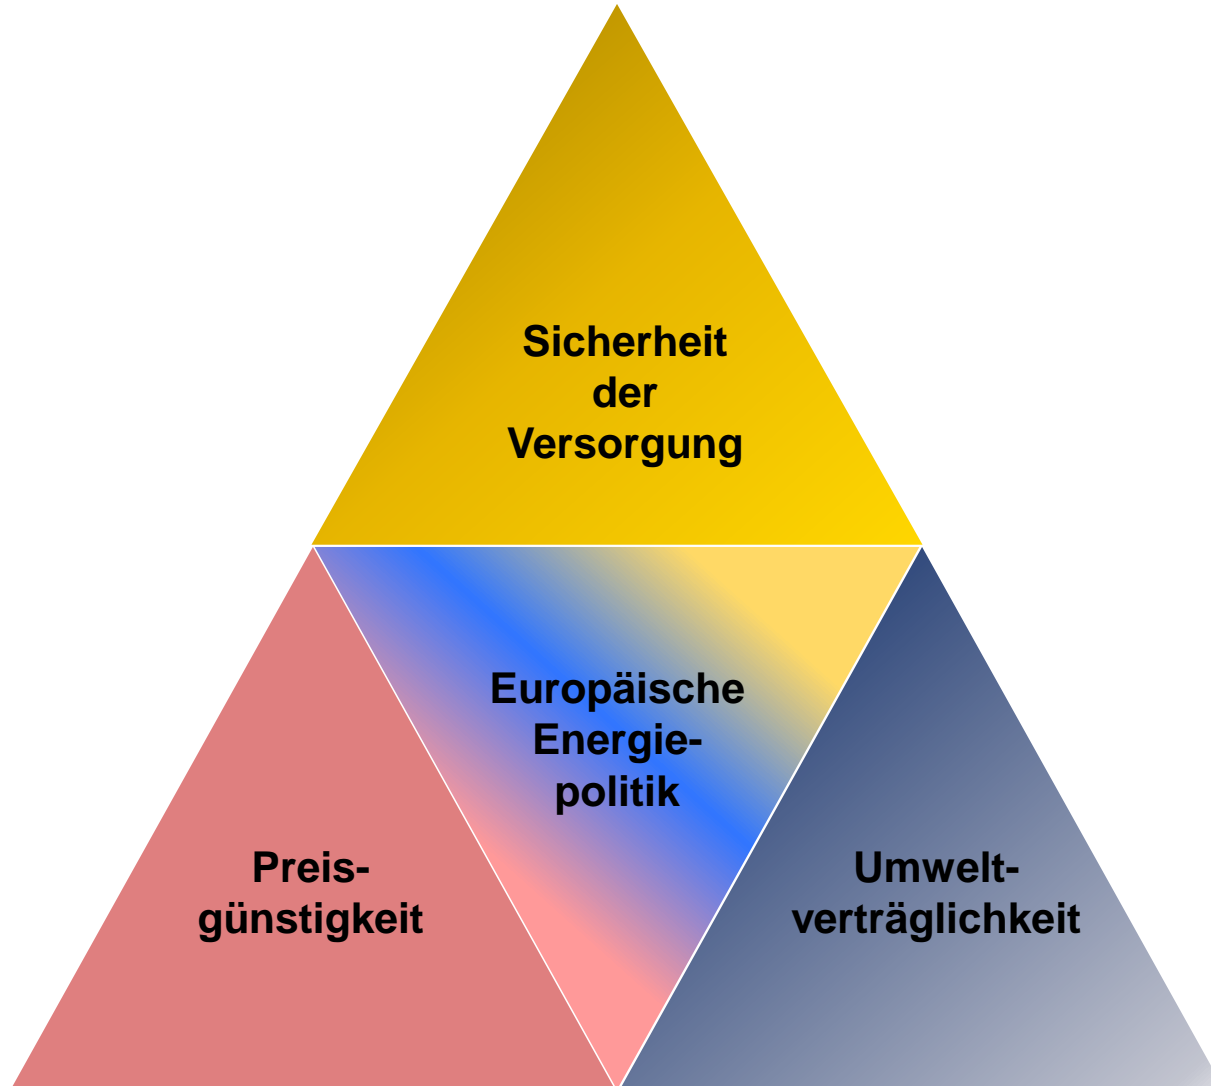 Sicherheit
der
Versorgung
Europäische
Energie-
politik
Preis-
günstigkeit
Umwelt-
verträglichkeit